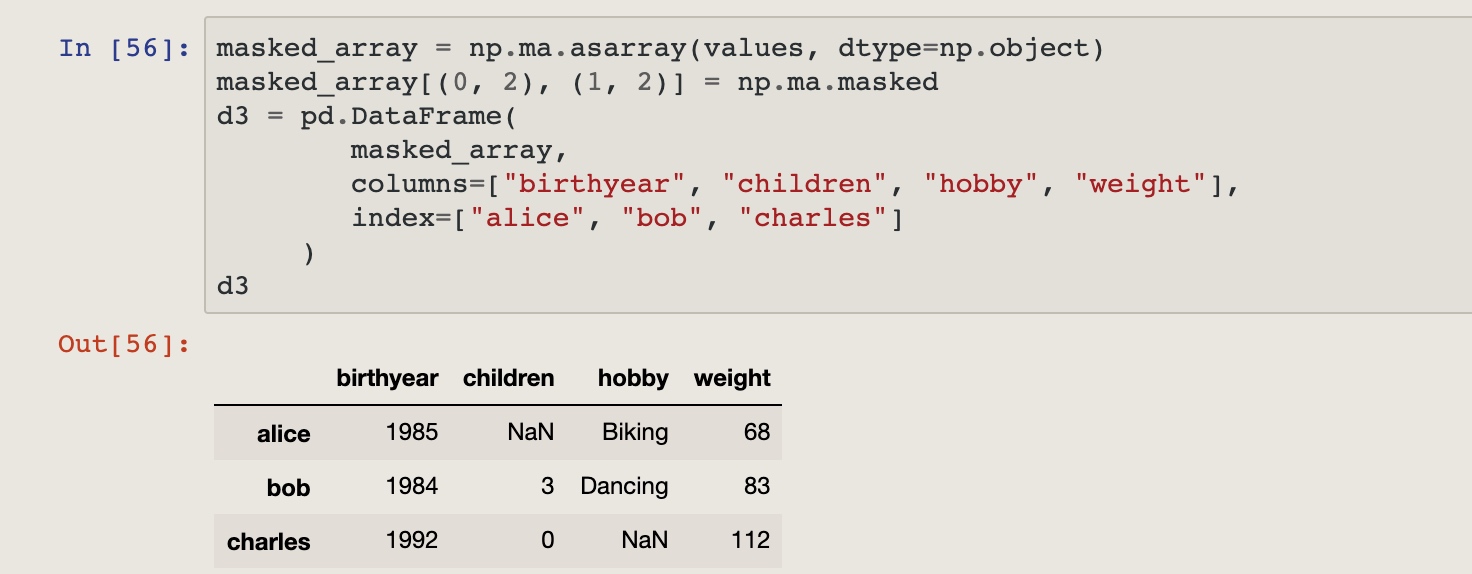 In [56]: masked_array = np.ma.asarray(values, dtype=np.object)
masked_array[(0, 2), (1, 2)] = np.ma.masked
d3 = pd.DataFrame(
        masked_array,
        columns=["birthyear", "children", "hobby", "weight"],
        index=["alice", "bob", "charles"]
     )
d3
Out[56]:
birthyear children hobby weight
alice 1985 NaN Biking 68
bob 1984 3 Dancing 83
charles 1992 0 NaN 112